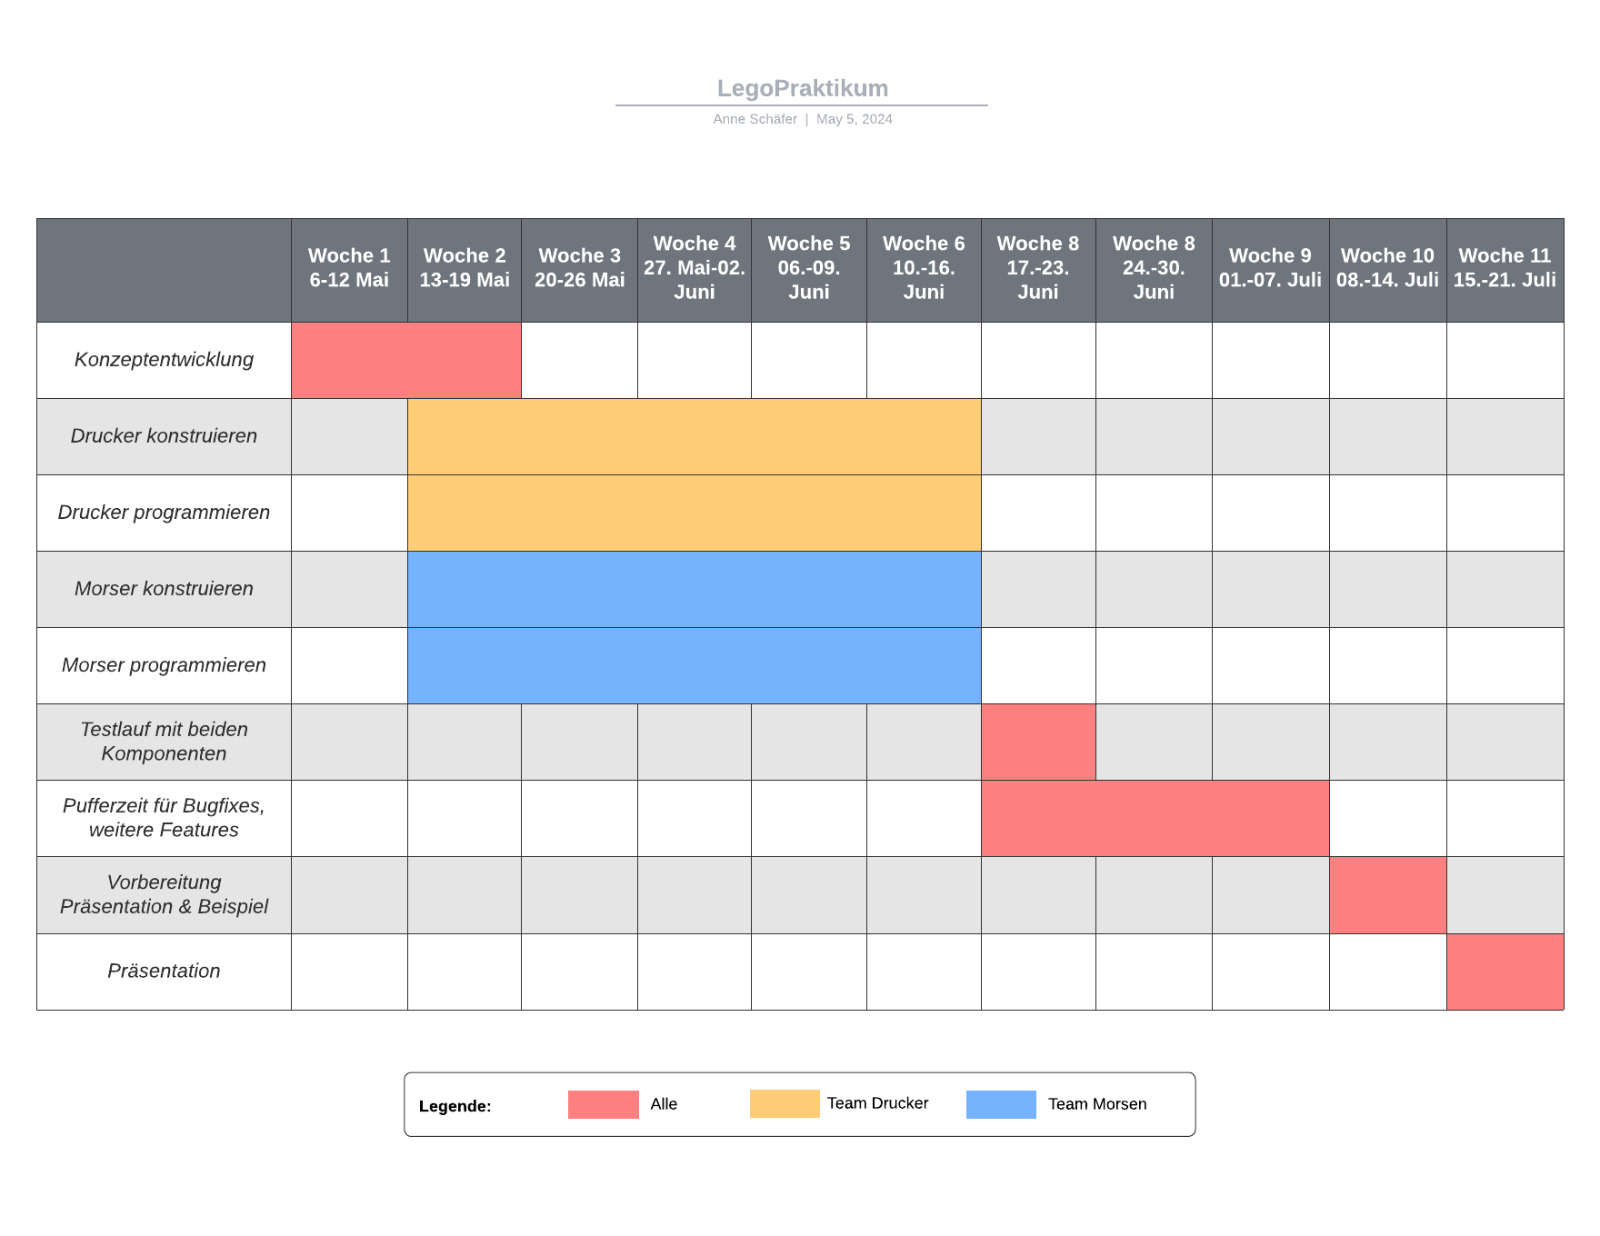 LegoPraktikum
Anne Schäfer | May 5, 2024
Woche 1
6-12 Mai
Woche 2
13-19 Mai
Woche 3
20-26 Mai
Woche 4
27. Mai-02.
Juni
Woche 5
06.-09.
Juni
Woche 6
10.-16.
Juni
Woche 8
17.-23.
Juni
Woche 8
24.-30.
Juni
Woche 9
01.-07. Juli
Woche 10
08.-14. Juli
Woche 11
15.-21. Juli
Konzeptentwicklung
Drucker konstruieren
Drucker programmieren
Morser konstruieren
Morser programmieren
Testlauf mit beiden
Komponenten
Pufferzeit für Bugfixes,
weitere Features
Vorbereitung
Präsentation & Beispiel
Präsentation
Legende:
Alle
Team Drucker
Team Morsen